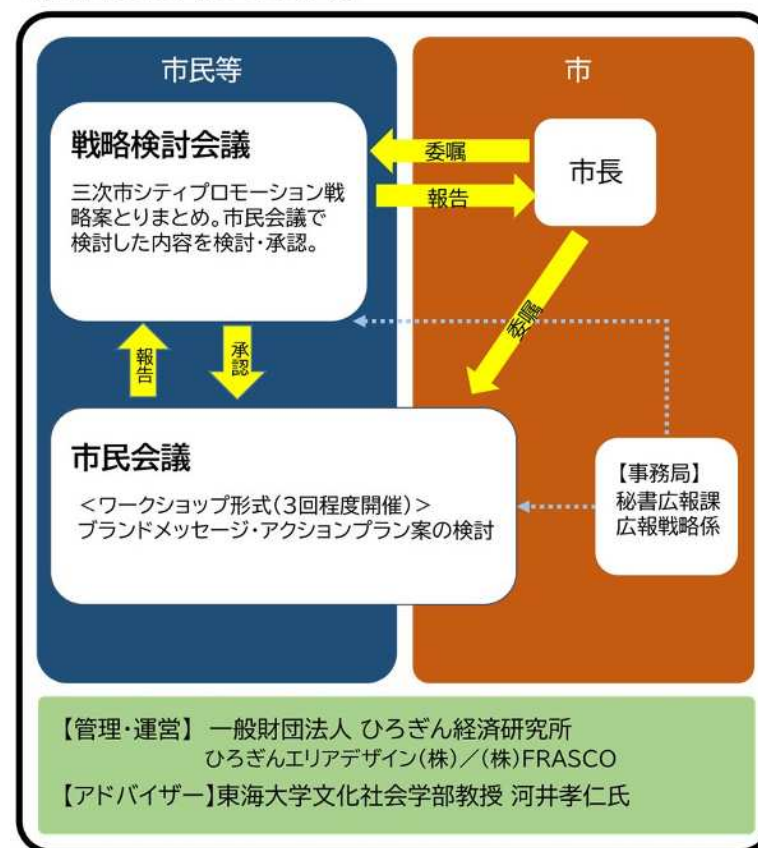 市民等
市
戦略検討会議
三次市シティプロモーション戦
略案とりまとめ。市民会議で
検討した内容を検討・承認。
委嘱
報告
市長
委嘱
報告
承認
市民会議
＜ワークショップ形式(3回程度開催)＞
ブランドメッセージ・アクションプラン案の検討
【事務局】
秘書広報課
広報戦略係
【管理・運営】 一般財団法人 ひろぎん経済研究所
ひろぎんエリアデザイン(株)／(株)FRASCO
【アドバイザー】東海大学文化社会学部教授 河井孝仁氏